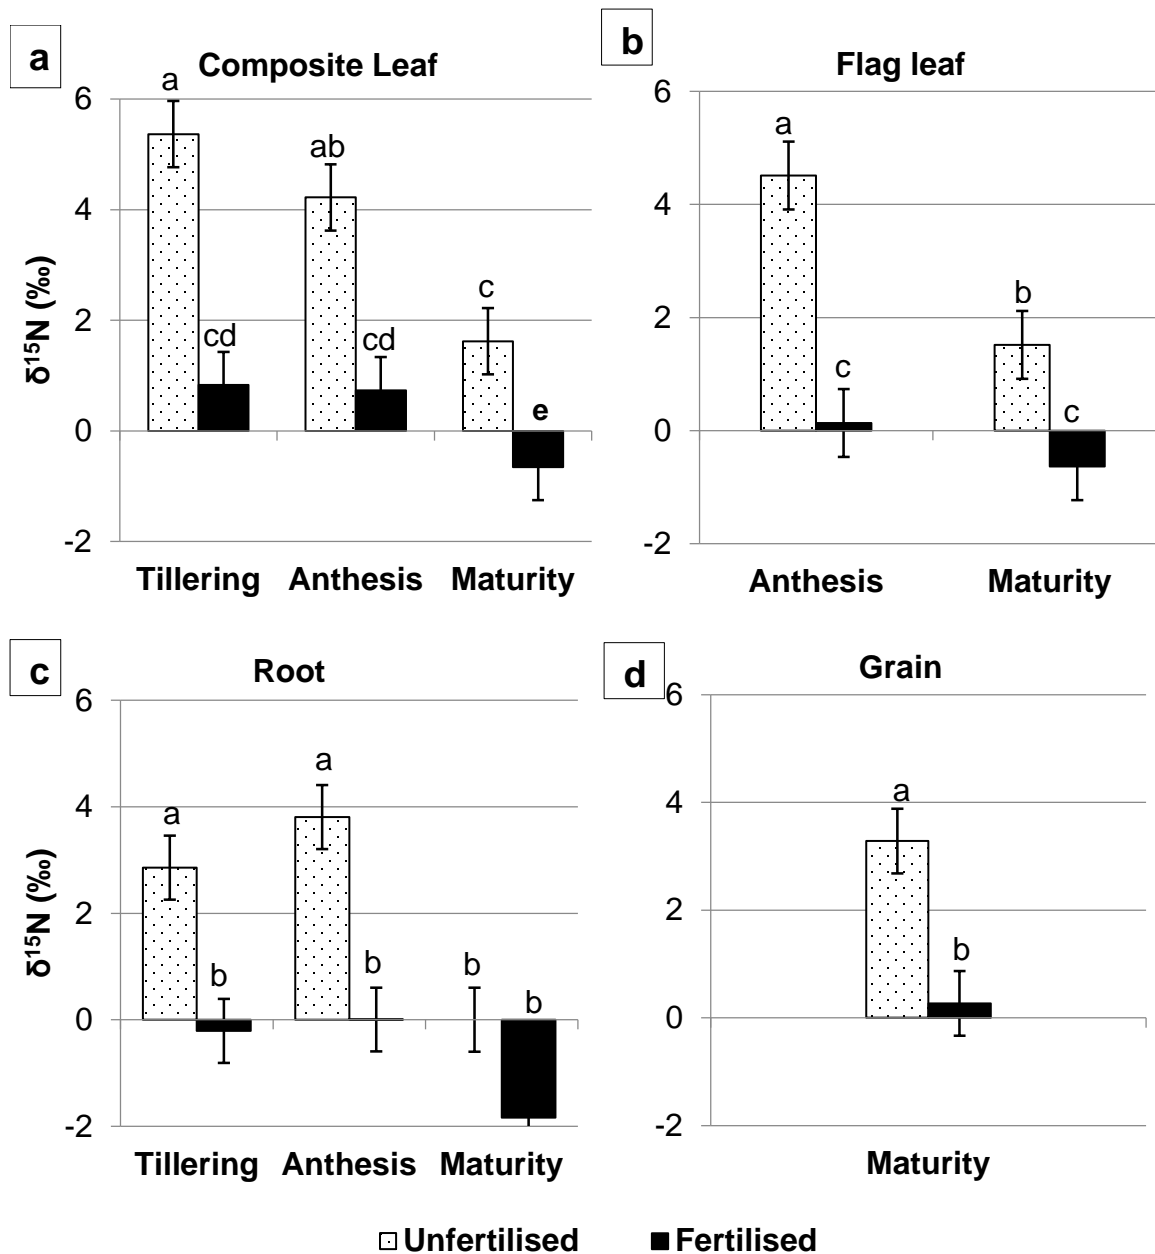 a
Composite Leaf
δ¹⁵N (‰)
6
4
2
0
-2
a
cd
ab
cd
c
e
Tillering Anthesis Maturity
b
Flag leaf
6
4
2
0
-2
a
c
b
c
Anthesis Maturity
c
Root
δ¹⁵N (‰)
6
4
2
0
-2
a
b
a
b
b
b
Tillering Anthesis Maturity
d
Grain
6
4
2
0
-2
a
b
Maturity
Unfertilised Fertilised